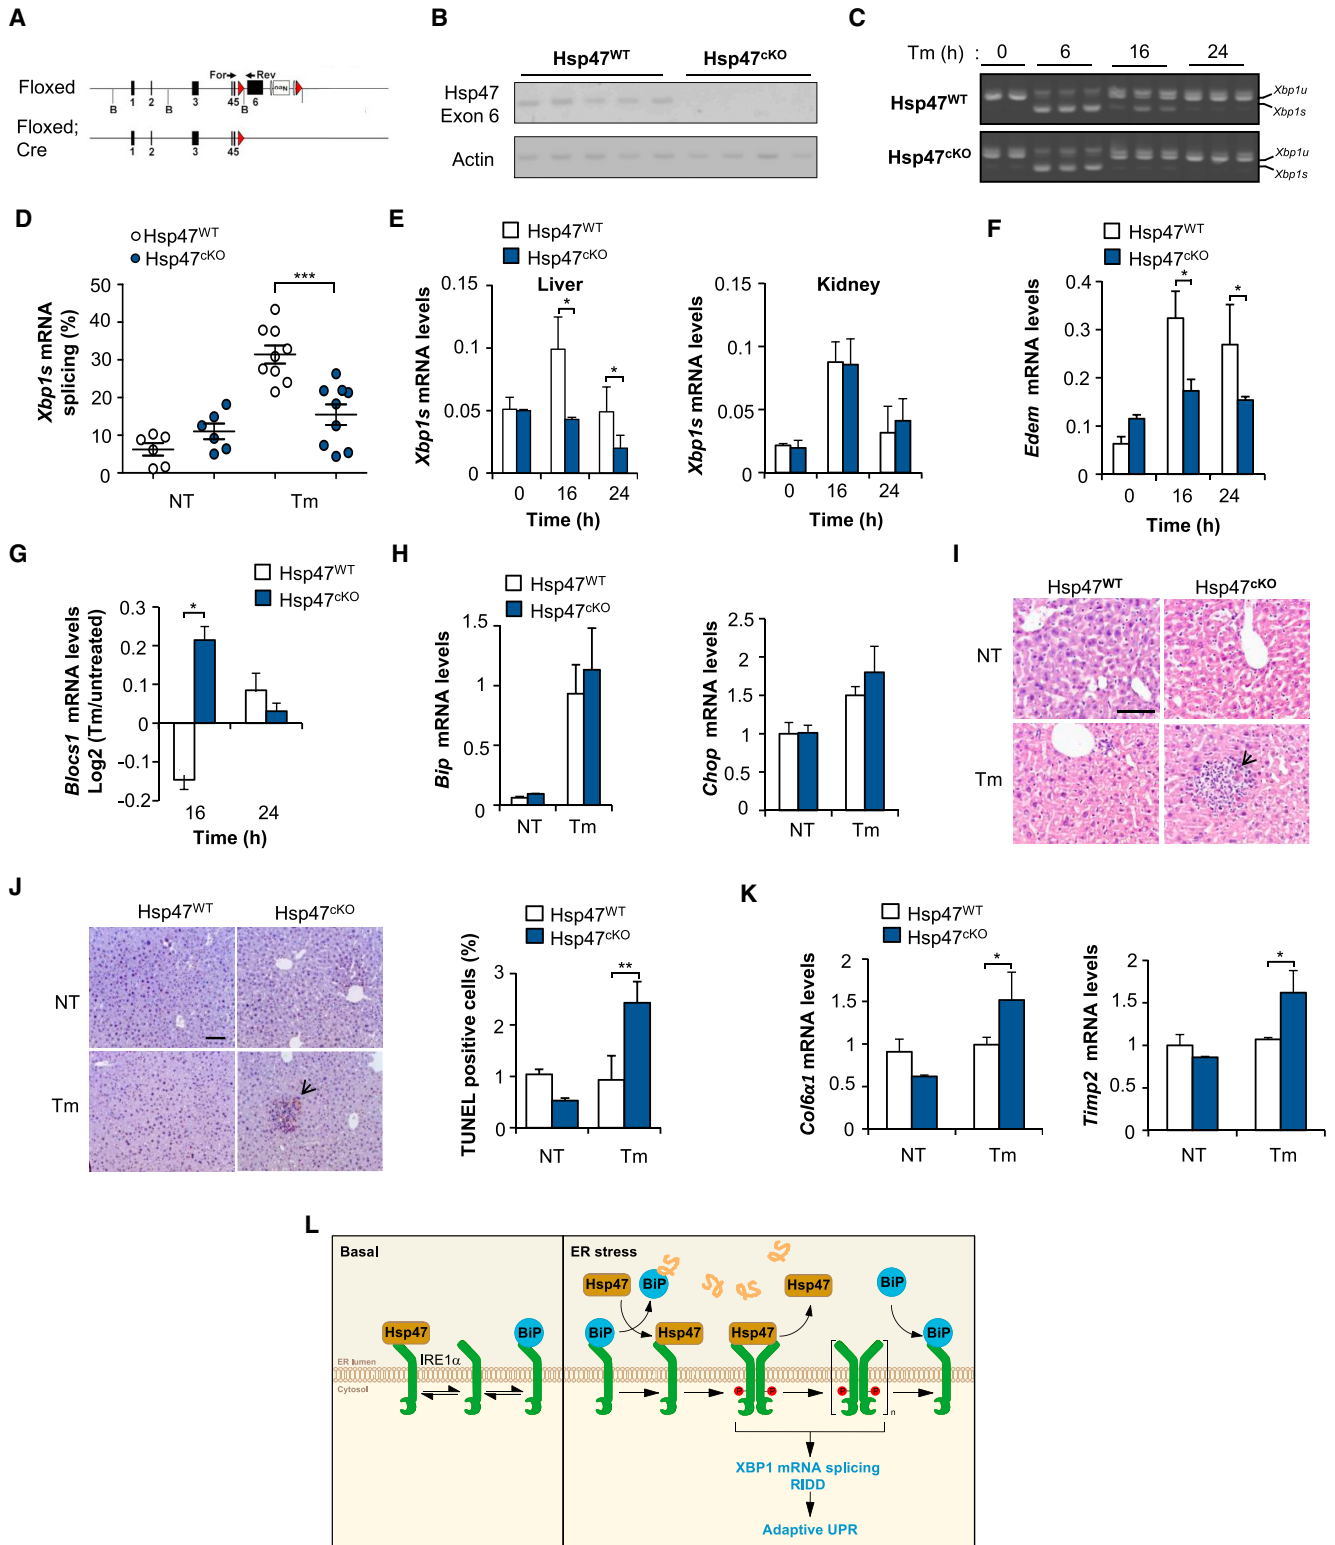 A
Floxed
For
Rev
Neo
1 2 3 45 6
B B B
Floxed;
Cre
1 2 3 45
B
Hsp47WT Hsp47cKO
Hsp47
Exon 6
Actin
C
Tm (h) : 0 6 16 24
Hsp47WT
Xbp1u
Xbp1s
Hsp47cKO
Xbp1u
Xbp1s
D
Hsp47WT
Hsp47cKO
***
Xbp1s mRNA
splicing (%)
50
40
30
20
10
0
NT Tm
E
Hsp47WT
Hsp47cKO
Liver
Xbp1s mRNA levels
0.15
0.1
0.05
0
*
*
0 16 24
Time (h)
Kidney
Xbp1s mRNA levels
0.15
0.10
0.05
0
0 16 24
Time (h)
F
Hsp47WT
Hsp47cKO
Edem mRNA levels
0.4
0.3
0.2
0.1
0
*
*
0 16 24
Time (h)
G
Hsp47WT
Hsp47cKO
Blocs1 mRNA levels
Log2 (Tm/untreated)
0.3
0.2
0.1
0
-0.1
-0.2
*
16 24
Time (h)
H
Hsp47WT
Hsp47cKO
Bip mRNA levels
1.5
1
0.5
0
NT Tm
Chop mRNA levels
2.5
2
1.5
1
0.5
0
NT Tm
I
Hsp47WT Hsp47cKO
NT
Tm
J
Hsp47WT Hsp47cKO
NT
Tm
Hsp47WT
Hsp47cKO
TUNEL positive cells (%)
3
2
1
0
**
NT Tm
K
Hsp47WT
Hsp47cKO
Col6α1 mRNA levels
2
1.5
1
0.5
0
*
NT Tm
Timp2 mRNA levels
2
1.5
1
0.5
0
*
NT Tm
L
Basal
Hsp47
BiP
IRE1α
ER lumen
Cytosol
ER stress
Hsp47 BiP Hsp47 BiP
BiP Hsp47 Hsp47 BiP
P P P P
n
XBP1 mRNA splicing
RIDD
Adaptive UPR